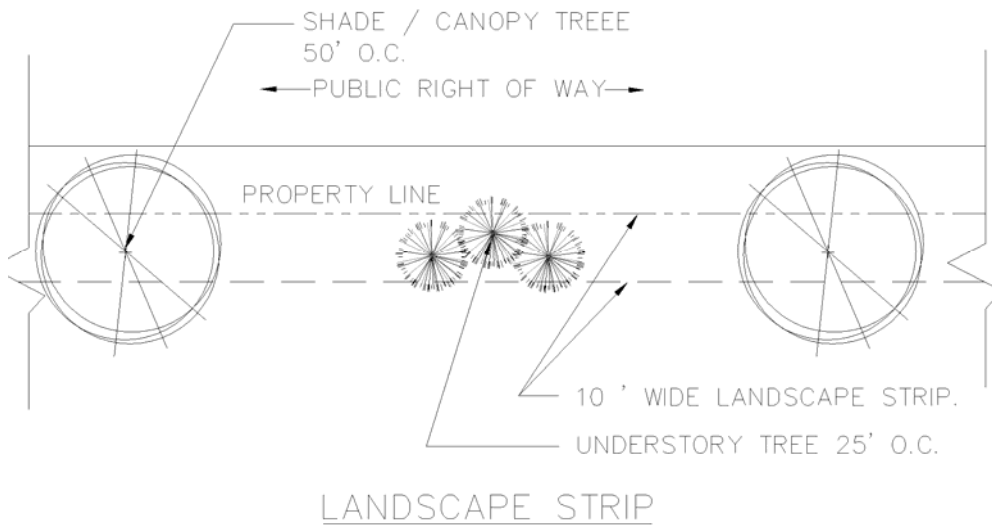 SHADE / CANOPY TREEE
50' O.C.
PUBLIC RIGHT OF WAY
PROPERTY LINE
10 ' WIDE LANDSCAPE STRIP.
UNDERSTORY TREE 25' O.C.
LANDSCAPE STRIP